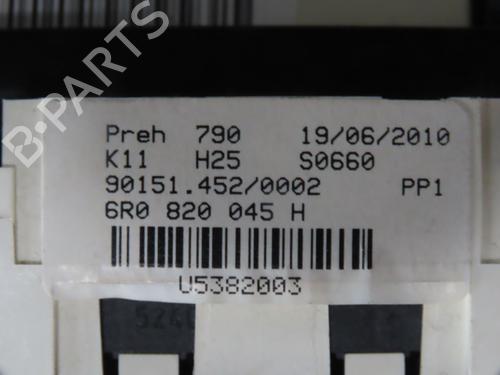 Preh 790 19/06/2010
K11 H25 S0660
90151.452/0002 PP1
6R0 820 045 H
U5382003
B-PARTS